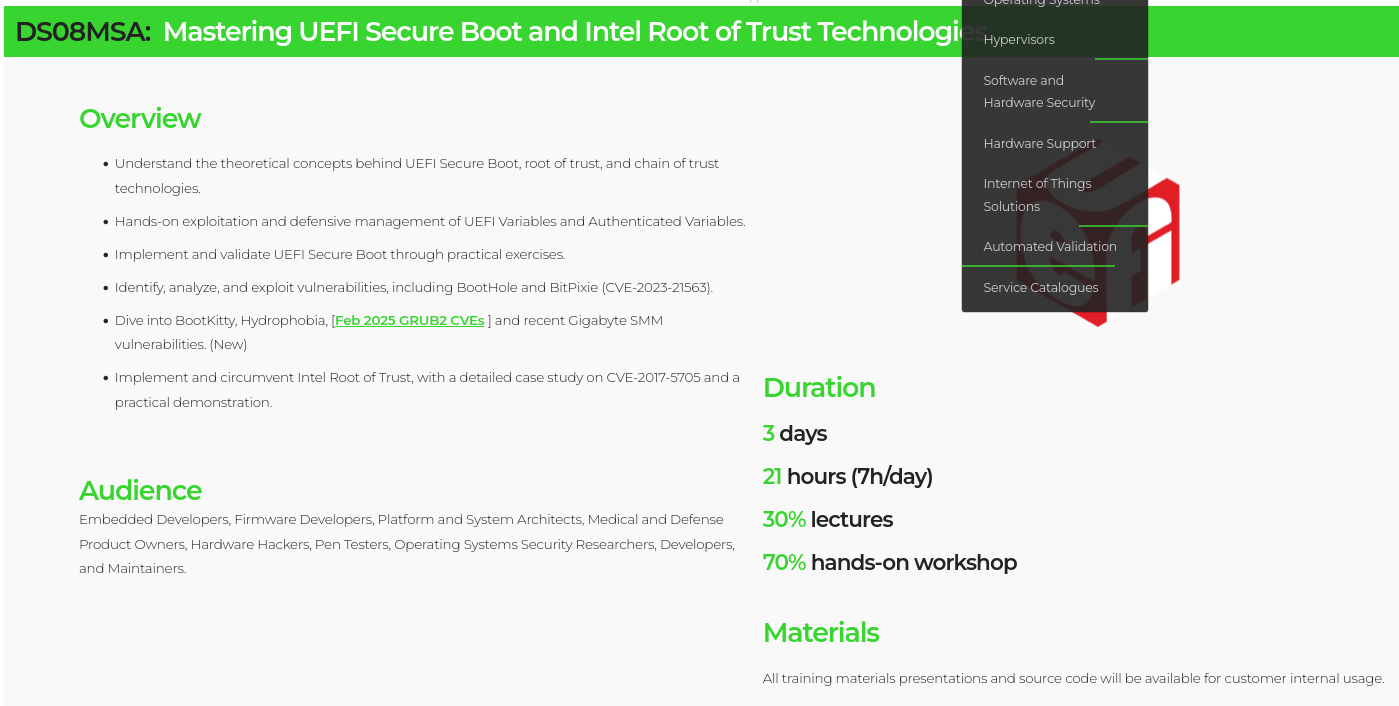 Operating Systems
DS08MSA: Mastering UEFI Secure Boot and Intel Root of Trust Technologies
Hypervisors
Software and
Hardware Security
Hardware Support
Internet of Things
Solutions
Automated Validation
Service Catalogues
Overview
• Understand the theoretical concepts behind UEFI Secure Boot, root of trust, and chain of trust
technologies.
• Hands-on exploitation and defensive management of UEFI Variables and Authenticated Variables.
• Implement and validate UEFI Secure Boot through practical exercises.
• Identify, analyze, and exploit vulnerabilities, including BootHole and BitPixie (CVE-2023-21563).
• Dive into BootKitty, Hydrophobia, [Feb 2025 GRUB2 CVEs ] and recent Gigabyte SMM
vulnerabilities. (New)
• Implement and circumvent Intel Root of Trust, with a detailed case study on CVE-2017-5705 and a
practical demonstration.
Audience
Embedded Developers, Firmware Developers, Platform and System Architects, Medical and Defense
Product Owners, Hardware Hackers, Pen Testers, Operating Systems Security Researchers, Developers,
and Maintainers.
Duration
3 days
21 hours (7h/day)
30% lectures
70% hands-on workshop
Materials
All training materials presentations and source code will be available for customer internal usage.